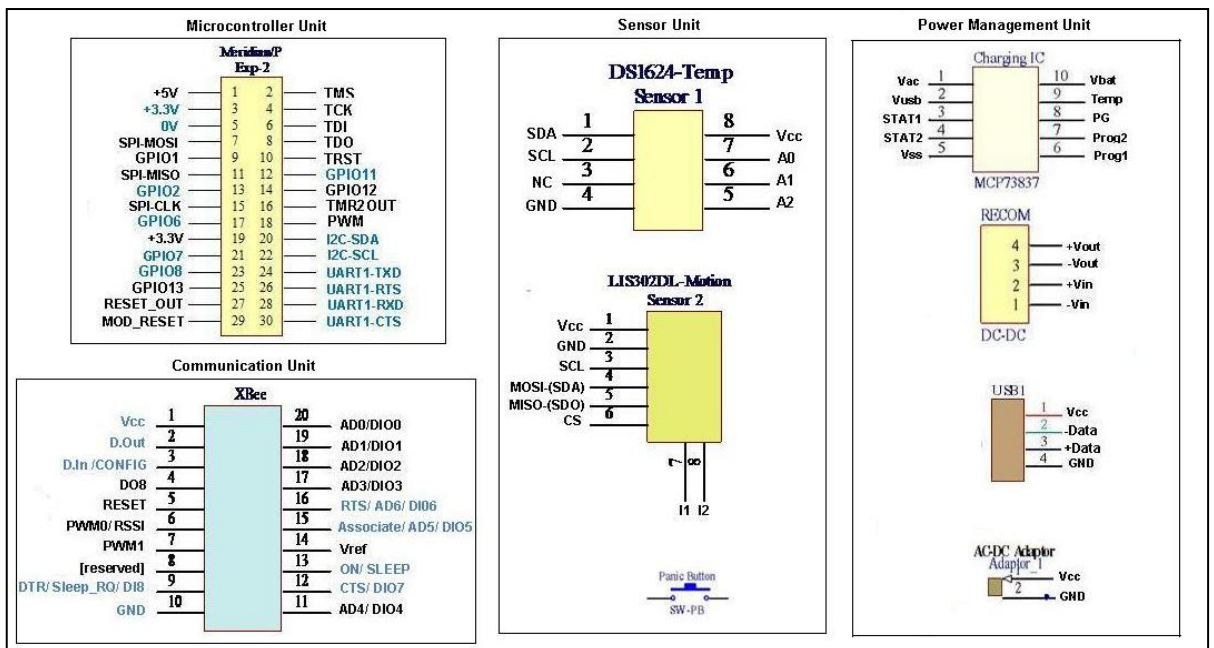 Microcontroller Unit
Meridian/P
Exp-2
+5V 1 2 TMS
+3.3V 3 4 TCK
0V 5 6 TDI
SPI-MOSI 7 8 TDO
GPIO1 9 10 TRST
SPI-MISO 11 12 GPIO11
GPIO2 13 14 GPIO12
SPI-CLK 15 16 TMR2OUT
GPIO6 17 18 PWM
+3.3V 19 20 I2C-SDA
GPIO7 21 22 I2C-SCL
GPIO8 23 24 UART1-TXD
GPIO13 25 26 UART1-RTS
RESET_OUT 27 28 UART1-RXD
MOD_RESET 29 30 UART1-CTS
Communication Unit
XBee
Vcc 1 20 AD0/DIO0
D.Out 2 19 AD1/DIO1
D.In /CONFIG 3 18 AD2/DIO2
DO8 4 17 AD3/DIO3
RESET 5 16 RTS/ AD6/ DI06
PWM0/ RSSI 6 15 Associate/ AD5/ DIO5
PWM1 7 14 Vref
[reserved] 8 13 ON/ SLEEP
DTR/ Sleep_RQ/ DI8 9 12 CTS/ DIO7
GND 10 11 AD4/ DIO4
Sensor Unit
DS1624-Temp
Sensor 1
SDA 1 8 Vcc
SCL 2 7 A0
NC 3 6 A1
GND 4 5 A2
LIS302DL-Motion
Sensor 2
Vcc 1
GND 2
SCL 3
MOSI-(SDA) 4
MISO-(SDO) 5
CS 6
7 8
I1 I2
Panic Button
SW-PB
Power Management Unit
Charging IC
Vac 1 10 Vbat
Vusb 2 9 Temp
STAT1 3 8 PG
STAT2 4 7 Prog2
Vss 5 6 Prog1
MCP73837
RECOM
4 +Vout
3 -Vout
2 +Vin
1 -Vin
DC-DC
USB1
1 Vcc
2 -Data
3 +Data
4 GND
AC-DC Adaptor
Adaptor_1
1 Vcc
2 GND